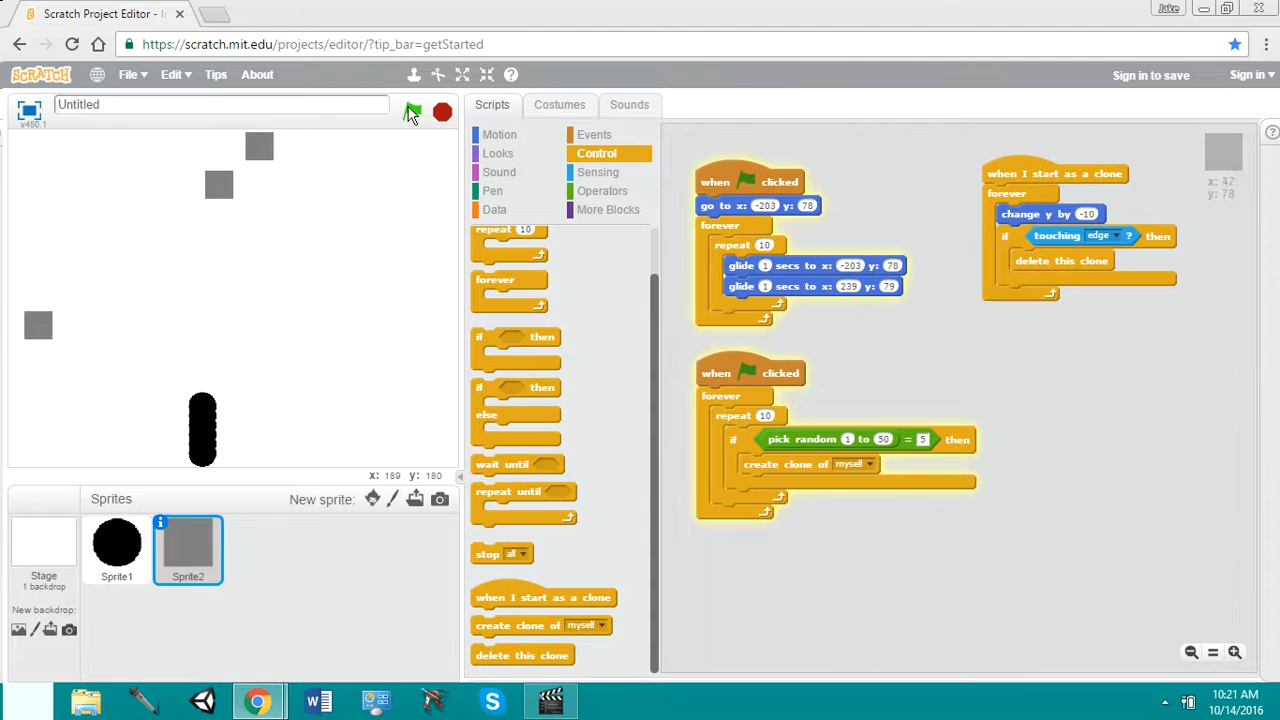 Scratch Project Editor
Jake
https://scratch.mit.edu/projects/editor/?tip_bar=getStarted
SCRATCH File Edit Tips About Sign in to save Sign in
Untitled
v450.1
Scripts Costumes Sounds
Motion Events
Looks Control
Sound Sensing
Pen Operators
Data More Blocks
repeat 10
forever
if then
if then
else
wait until
repeat until
stop all
when I start as a clone
create clone of myself
delete this clone
when clicked
go to x: -203 y: 78
forever
repeat 10
glide 1 secs to x: -203 y: 78
glide 1 secs to x: 239 y: 79
when clicked
forever
repeat 10
if pick random 1 to 50 = 5 then
create clone of myself
when I start as a clone
forever
change y by -10
if touching edge ? then
delete this clone
y: 78
x: 189 y: 180
Sprites New sprite:
Stage
1 backdrop
New backdrop:
Sprite1 Sprite2
10:21 AM
10/14/2016